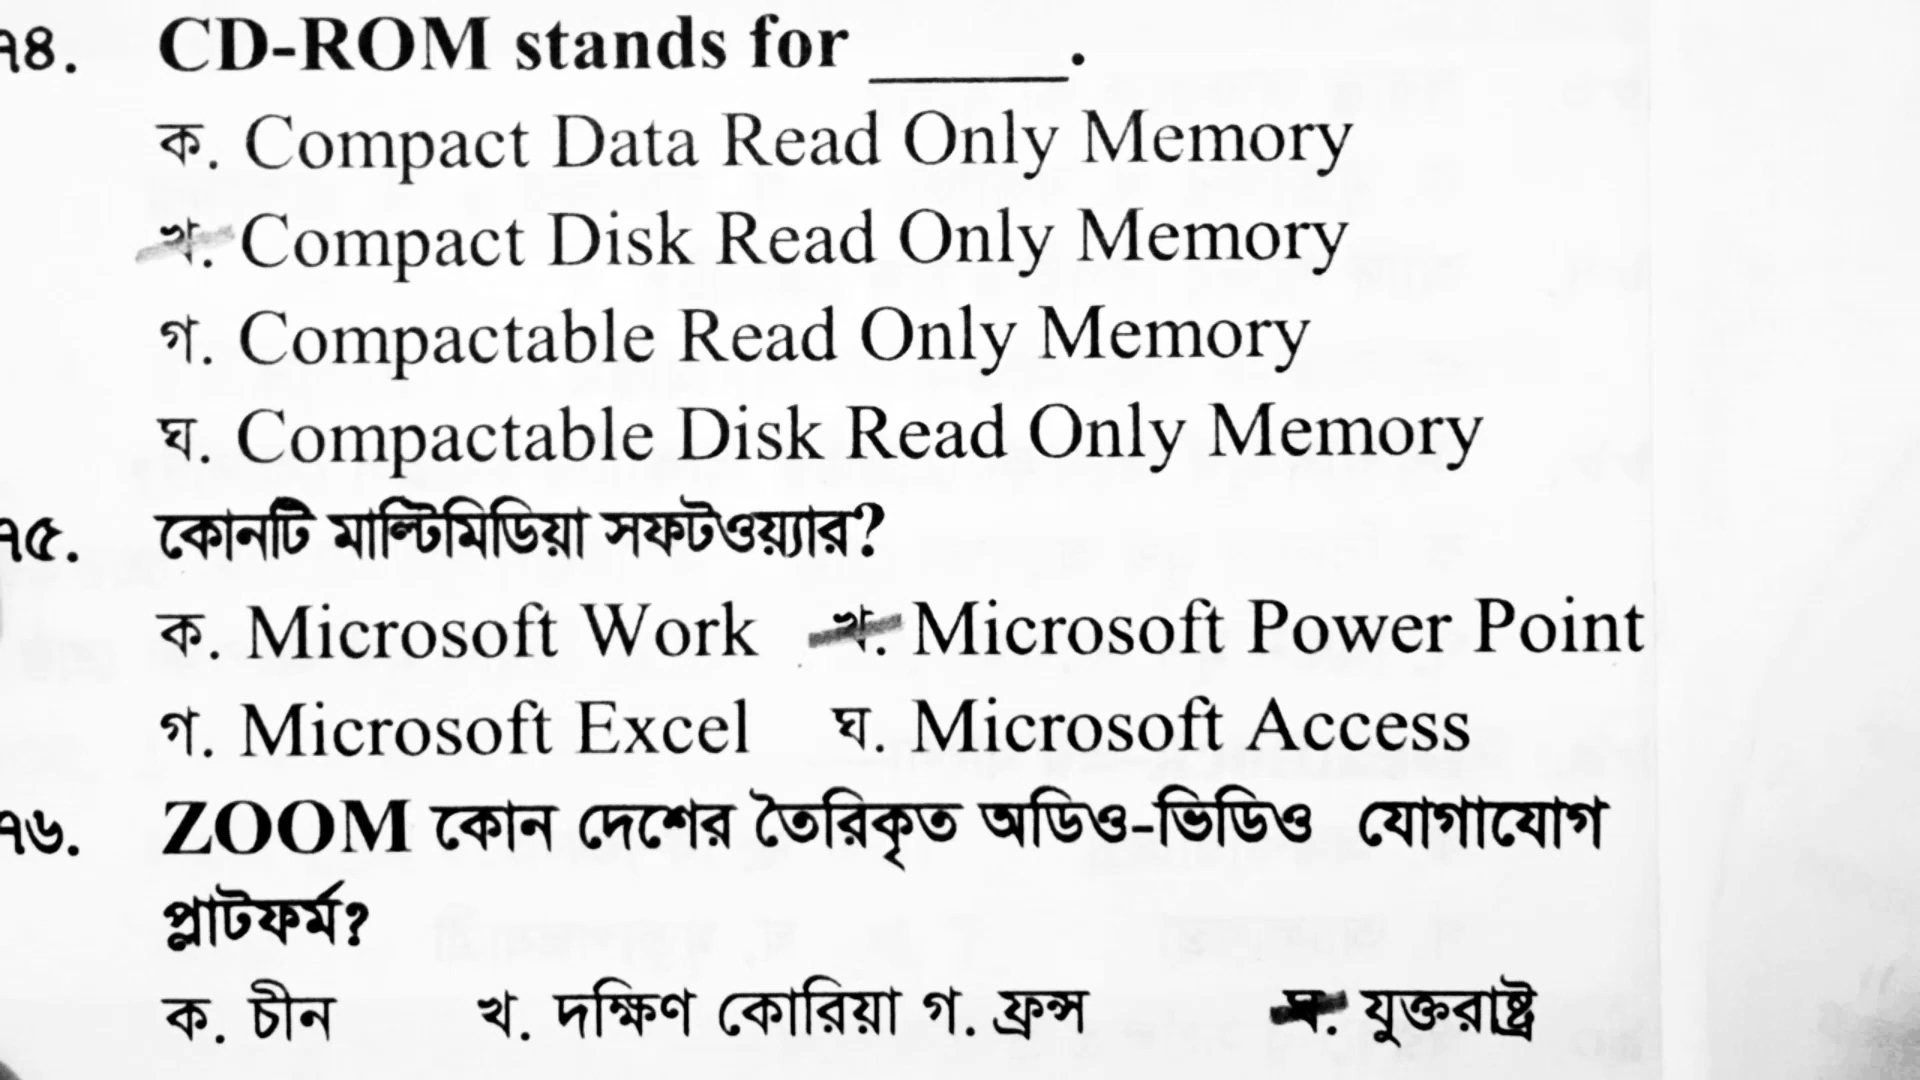 ৭৪. CD-ROM stands for ______.
ক. Compact Data Read Only Memory
খ. Compact Disk Read Only Memory
গ. Compactable Read Only Memory
ঘ. Compactable Disk Read Only Memory
৭৫. কোনটি মাল্টিমিডিয়া সফটওয়্যার?
ক. Microsoft Work খ. Microsoft Power Point
গ. Microsoft Excel ঘ. Microsoft Access
৭৬. ZOOM কোন দেশের তৈরিকৃত অডিও-ভিডিও যোগাযোগ
প্লাটফর্ম?
ক. চীন খ. দক্ষিণ কোরিয়া গ. ফ্রন্স ঘ. যুক্তরাষ্ট্র